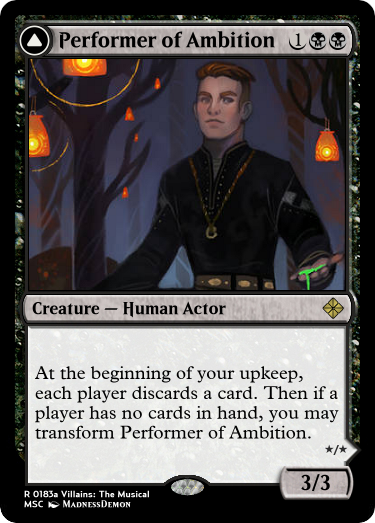 Performer of Ambition 1
Creature — Human Actor
At the beginning of your upkeep,
each player discards a card. Then if a
player has no cards in hand, you may
transform Performer of Ambition.
*/*
3/3
R 0183a Villains: The Musical
MSC MadnessDemon